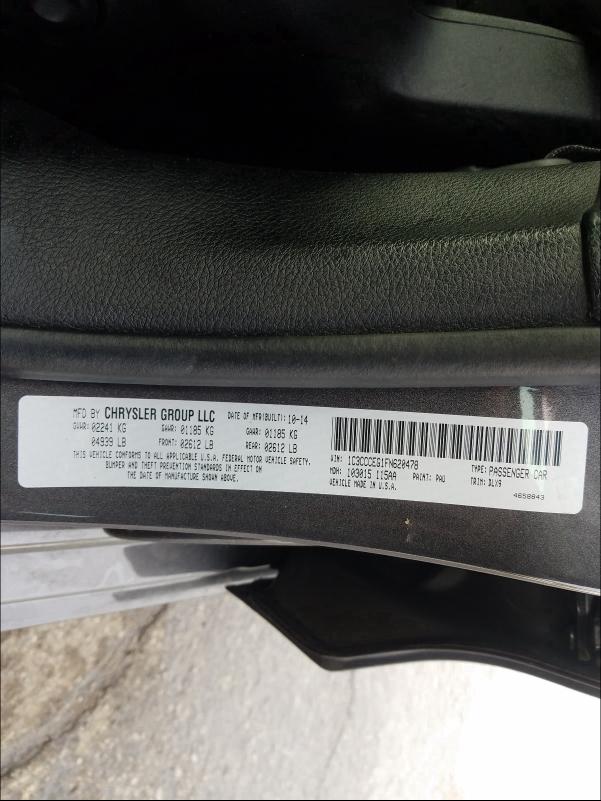 MFD BY CHRYSLER GROUP LLC DATE OF MFR(BUILT): 10-14
GVWR: 02241 KG GAWR: 01185 KG GAWR: 01185 KG
04939 LB FRONT: 02612 LB REAR: 02612 LB
THIS VEHICLE CONFORMS TO ALL APPLICABLE U.S.A. FEDERAL MOTOR VEHICLE SAFETY,
BUMPER AND THEFT PREVENTION STANDARDS IN EFFECT ON
THE DATE OF MANUFACTURE SHOWN ABOVE.
VIN: 1C3CCCEG1FN620478 TYPE: PASSENGER CAR
MDH: 103015 115AA PAINT: PAU TRIM: DLX9
VEHICLE MADE IN U.S.A. 4658643